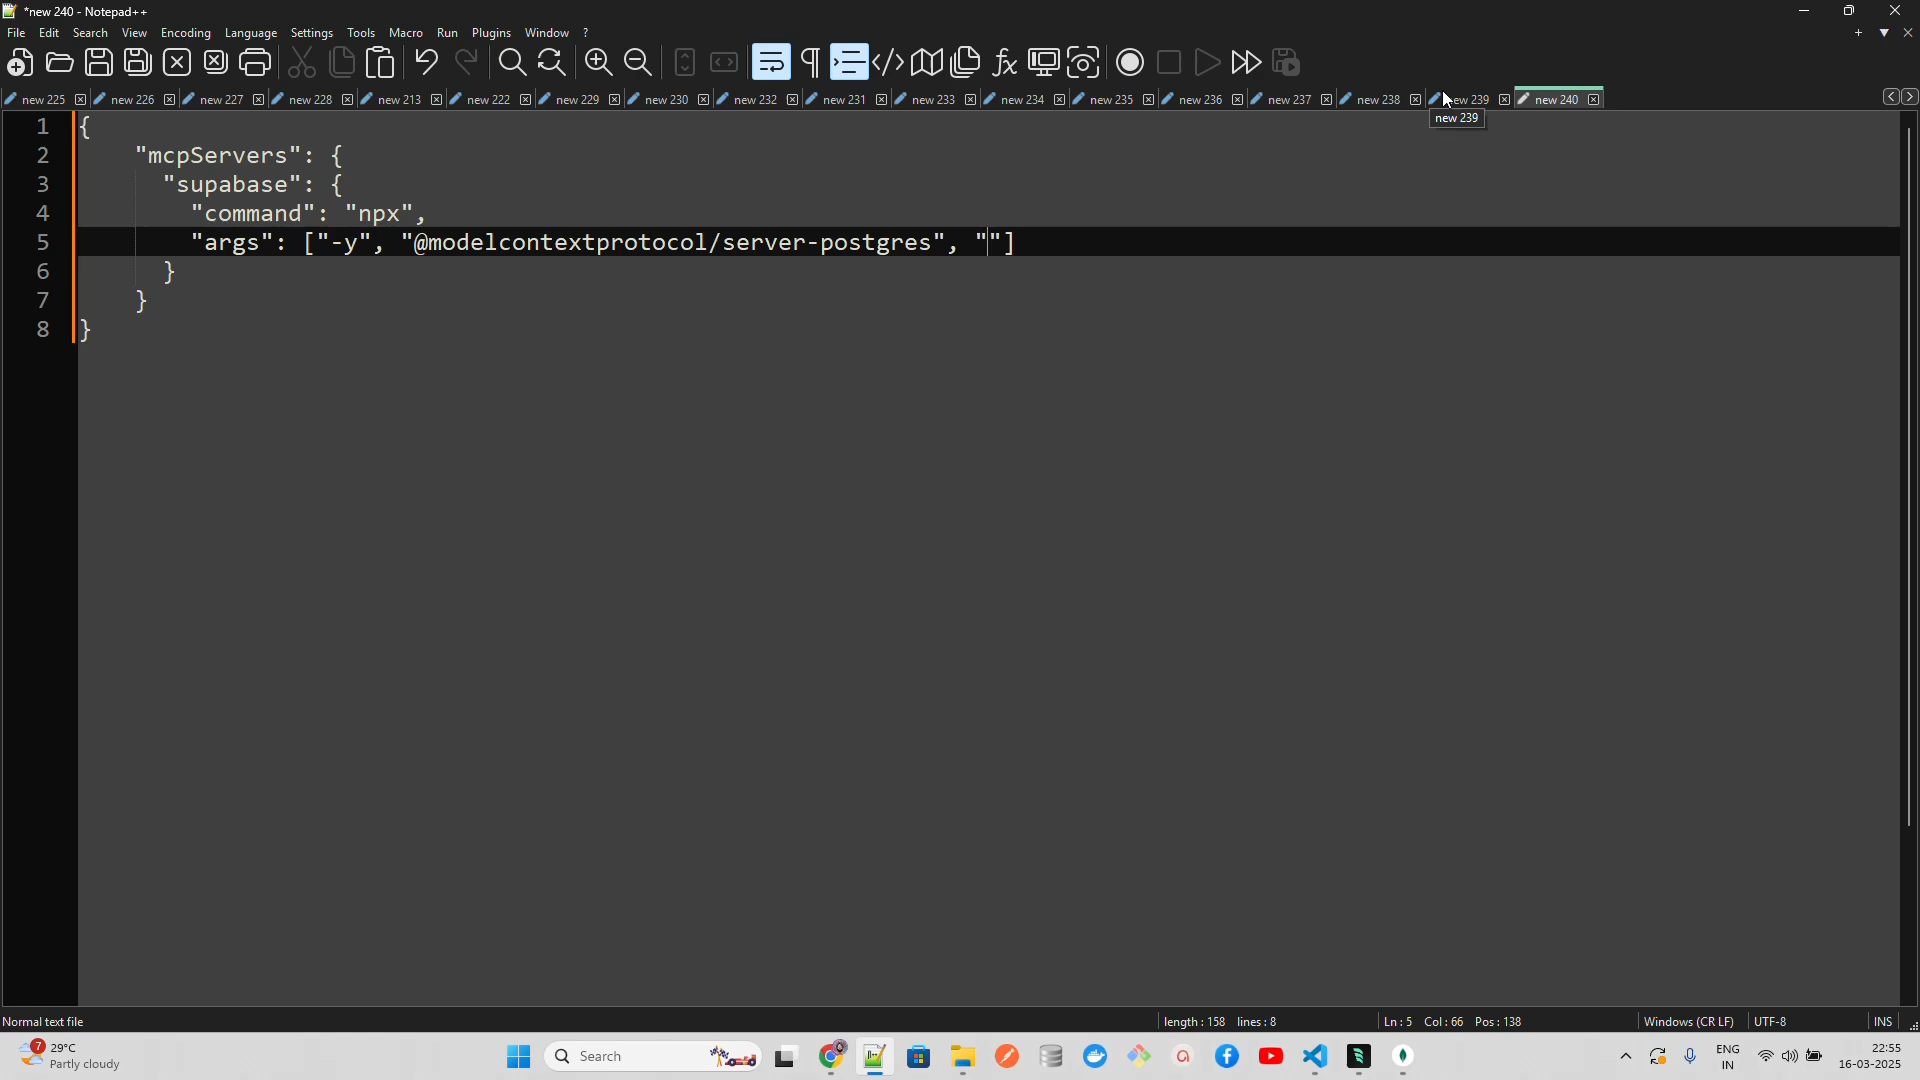 *new 240 - Notepad++
File Edit Search View Encoding Language Settings Tools Macro Run Plugins Window ?
new 225 new 226 new 227 new 228 new 213 new 222 new 229 new 230 new 232 new 231 new 233 new 234 new 235 new 236 new 237 new 238 new 239 new 240
new 239
1 {
2 "mcpServers": {
3 "supabase": {
4 "command": "npx",
5 "args": ["-y", "@modelcontextprotocol/server-postgres", ""]
6 }
7 }
8 }
Normal text file length : 158 lines : 8 Ln : 5 Col : 66 Pos : 138 Windows (CR LF) UTF-8 INS
7 29°C
Partly cloudy
Search
ENG
IN
22:55
16-03-2025